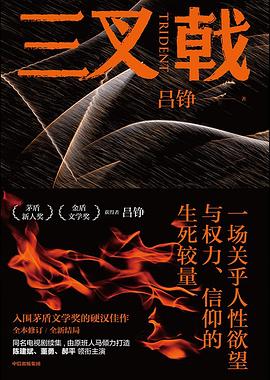 三叉戟
TRIDENT
吕铮
著
茅盾
新人奖
金盾
文学奖
获得者
吕铮
一场关乎人性欲望
与权力、信仰的
生死较量
入围茅盾文学奖的硬汉佳作
全本修订/全新结局
同名电视剧续集，由原班人马倾力打造
陈建斌、董勇、郝平 领衔主演
中信出版集团